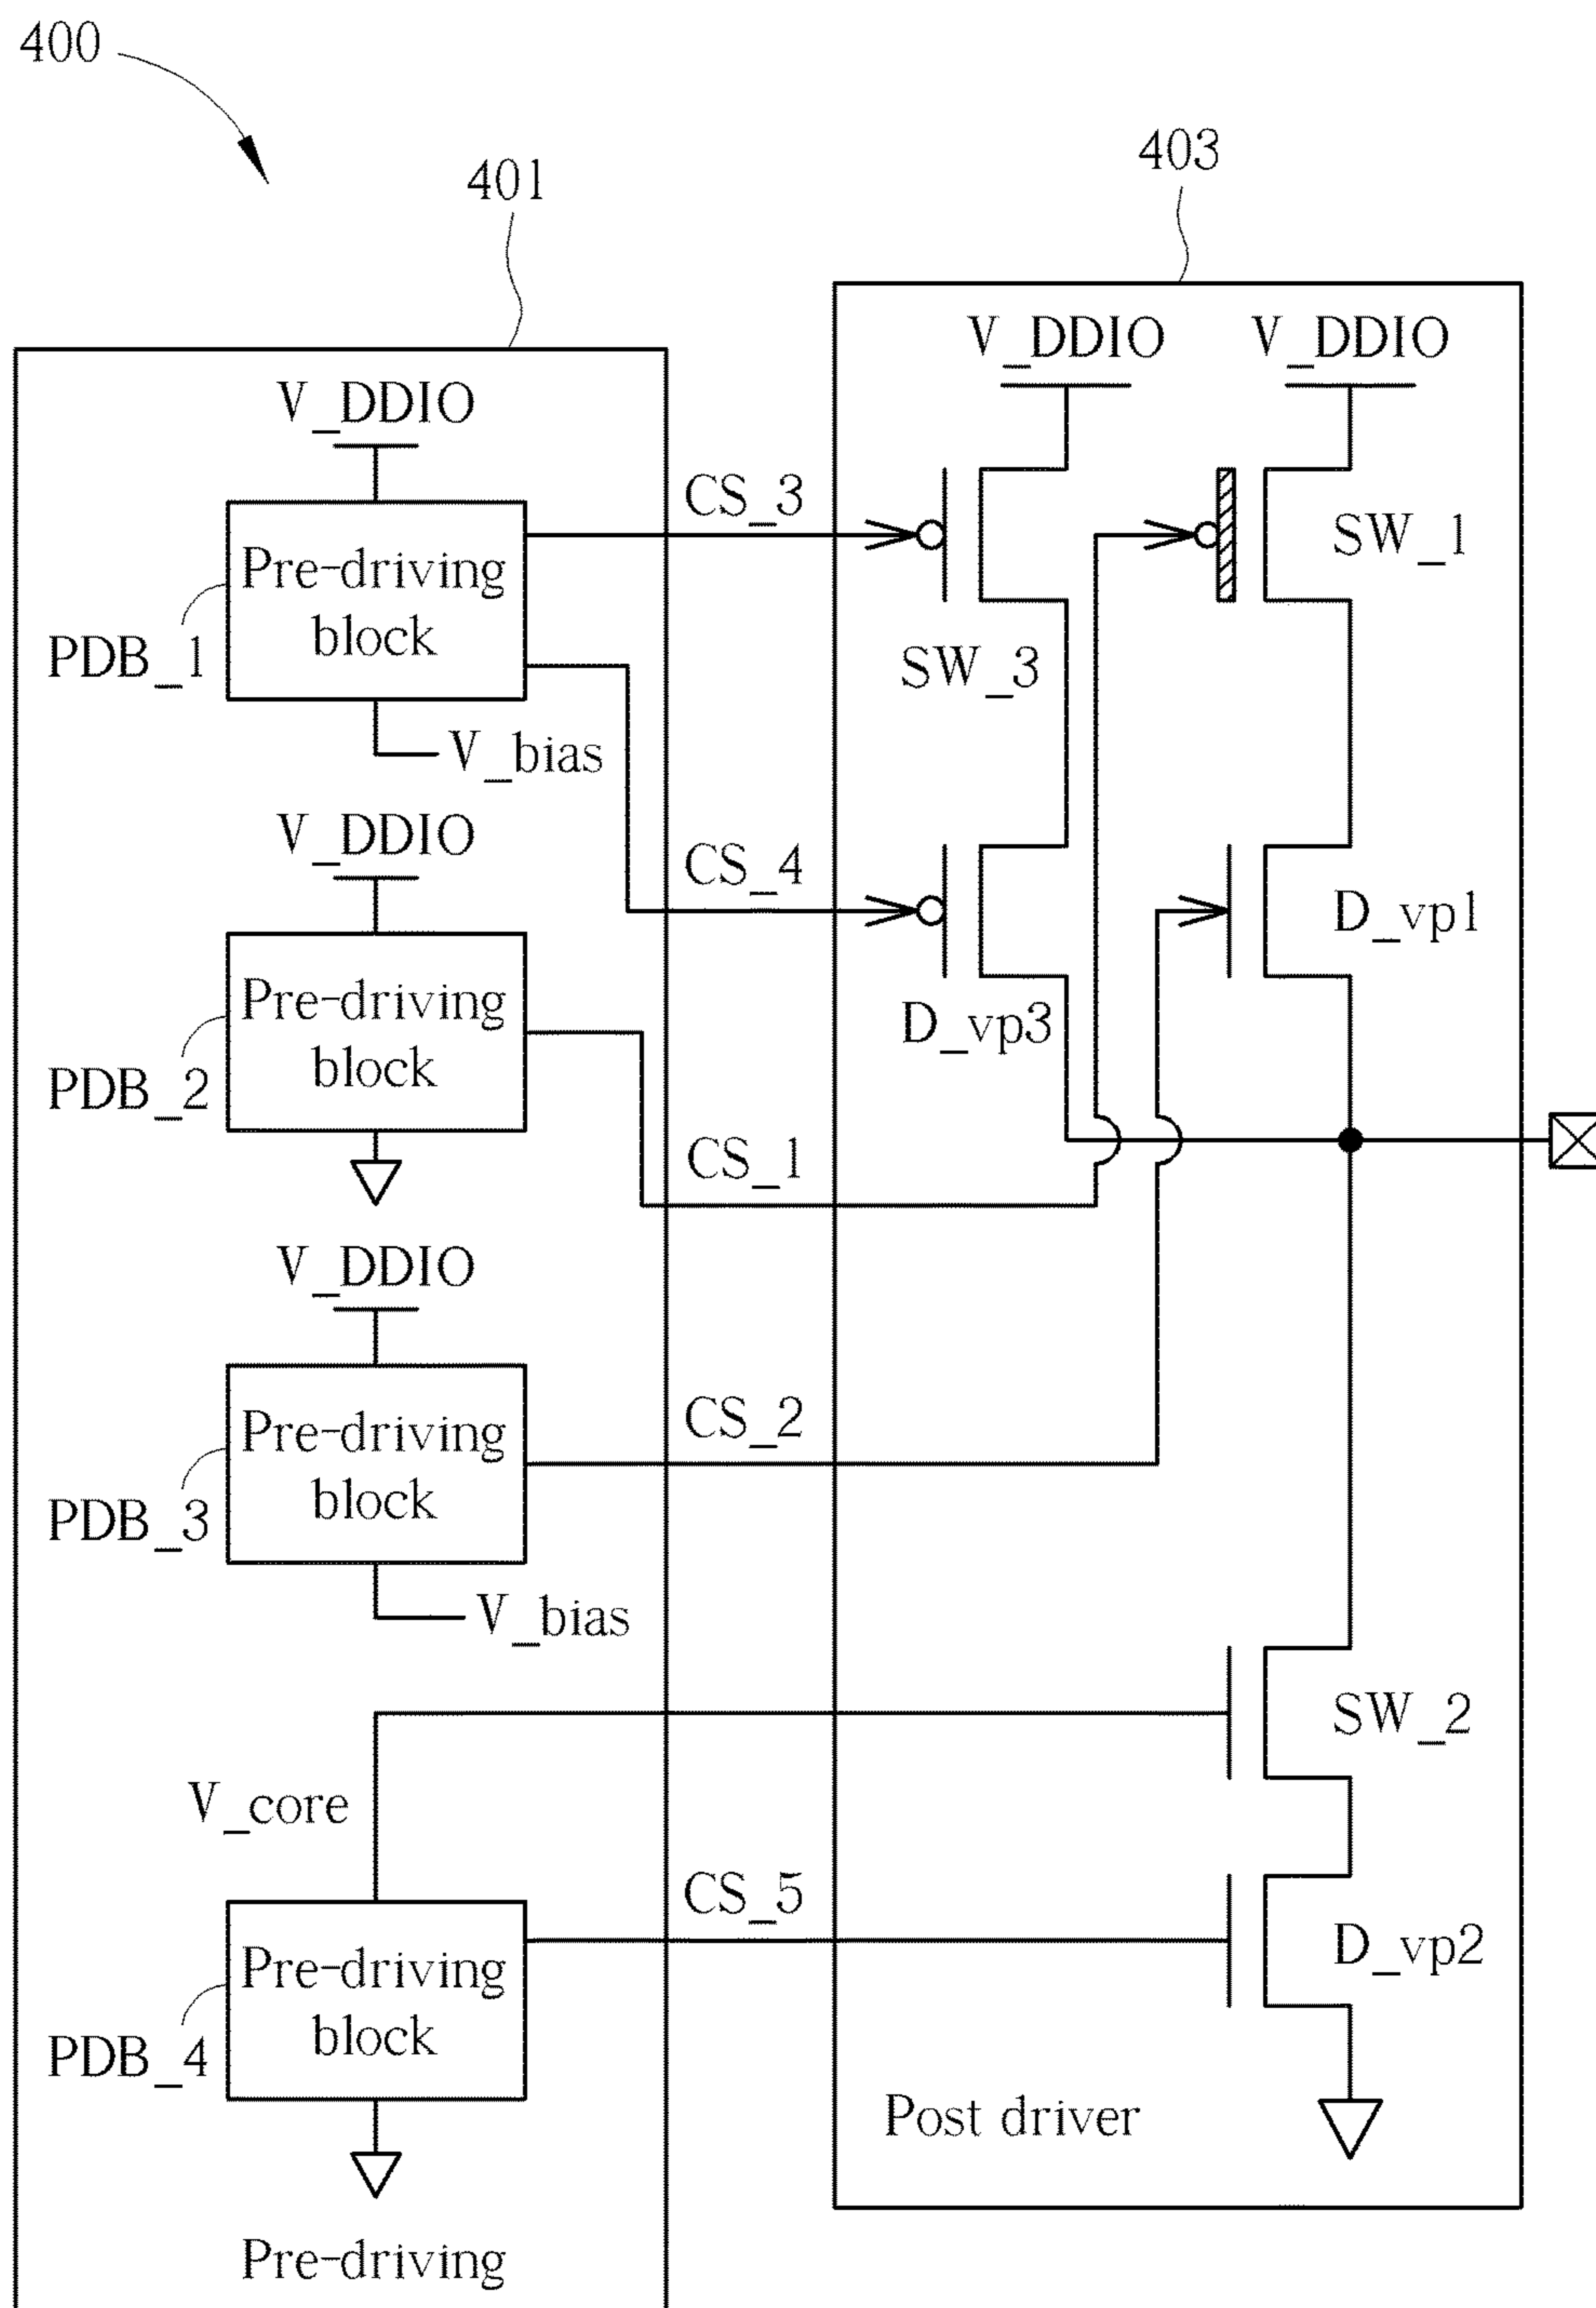 400
401
403
V_DDIO
V_DDIO
V_DDIO
Pre-driving
block
PDB_1
V_bias
CS_3
SW_3
SW_1
V_DDIO
Pre-driving
block
PDB_2
CS_4
D_vp3
D_vp1
CS_1
V_DDIO
Pre-driving
block
PDB_3
CS_2
V_bias
SW_2
V_core
CS_5
Pre-driving
block
PDB_4
D_vp2
Post driver
Pre-driving